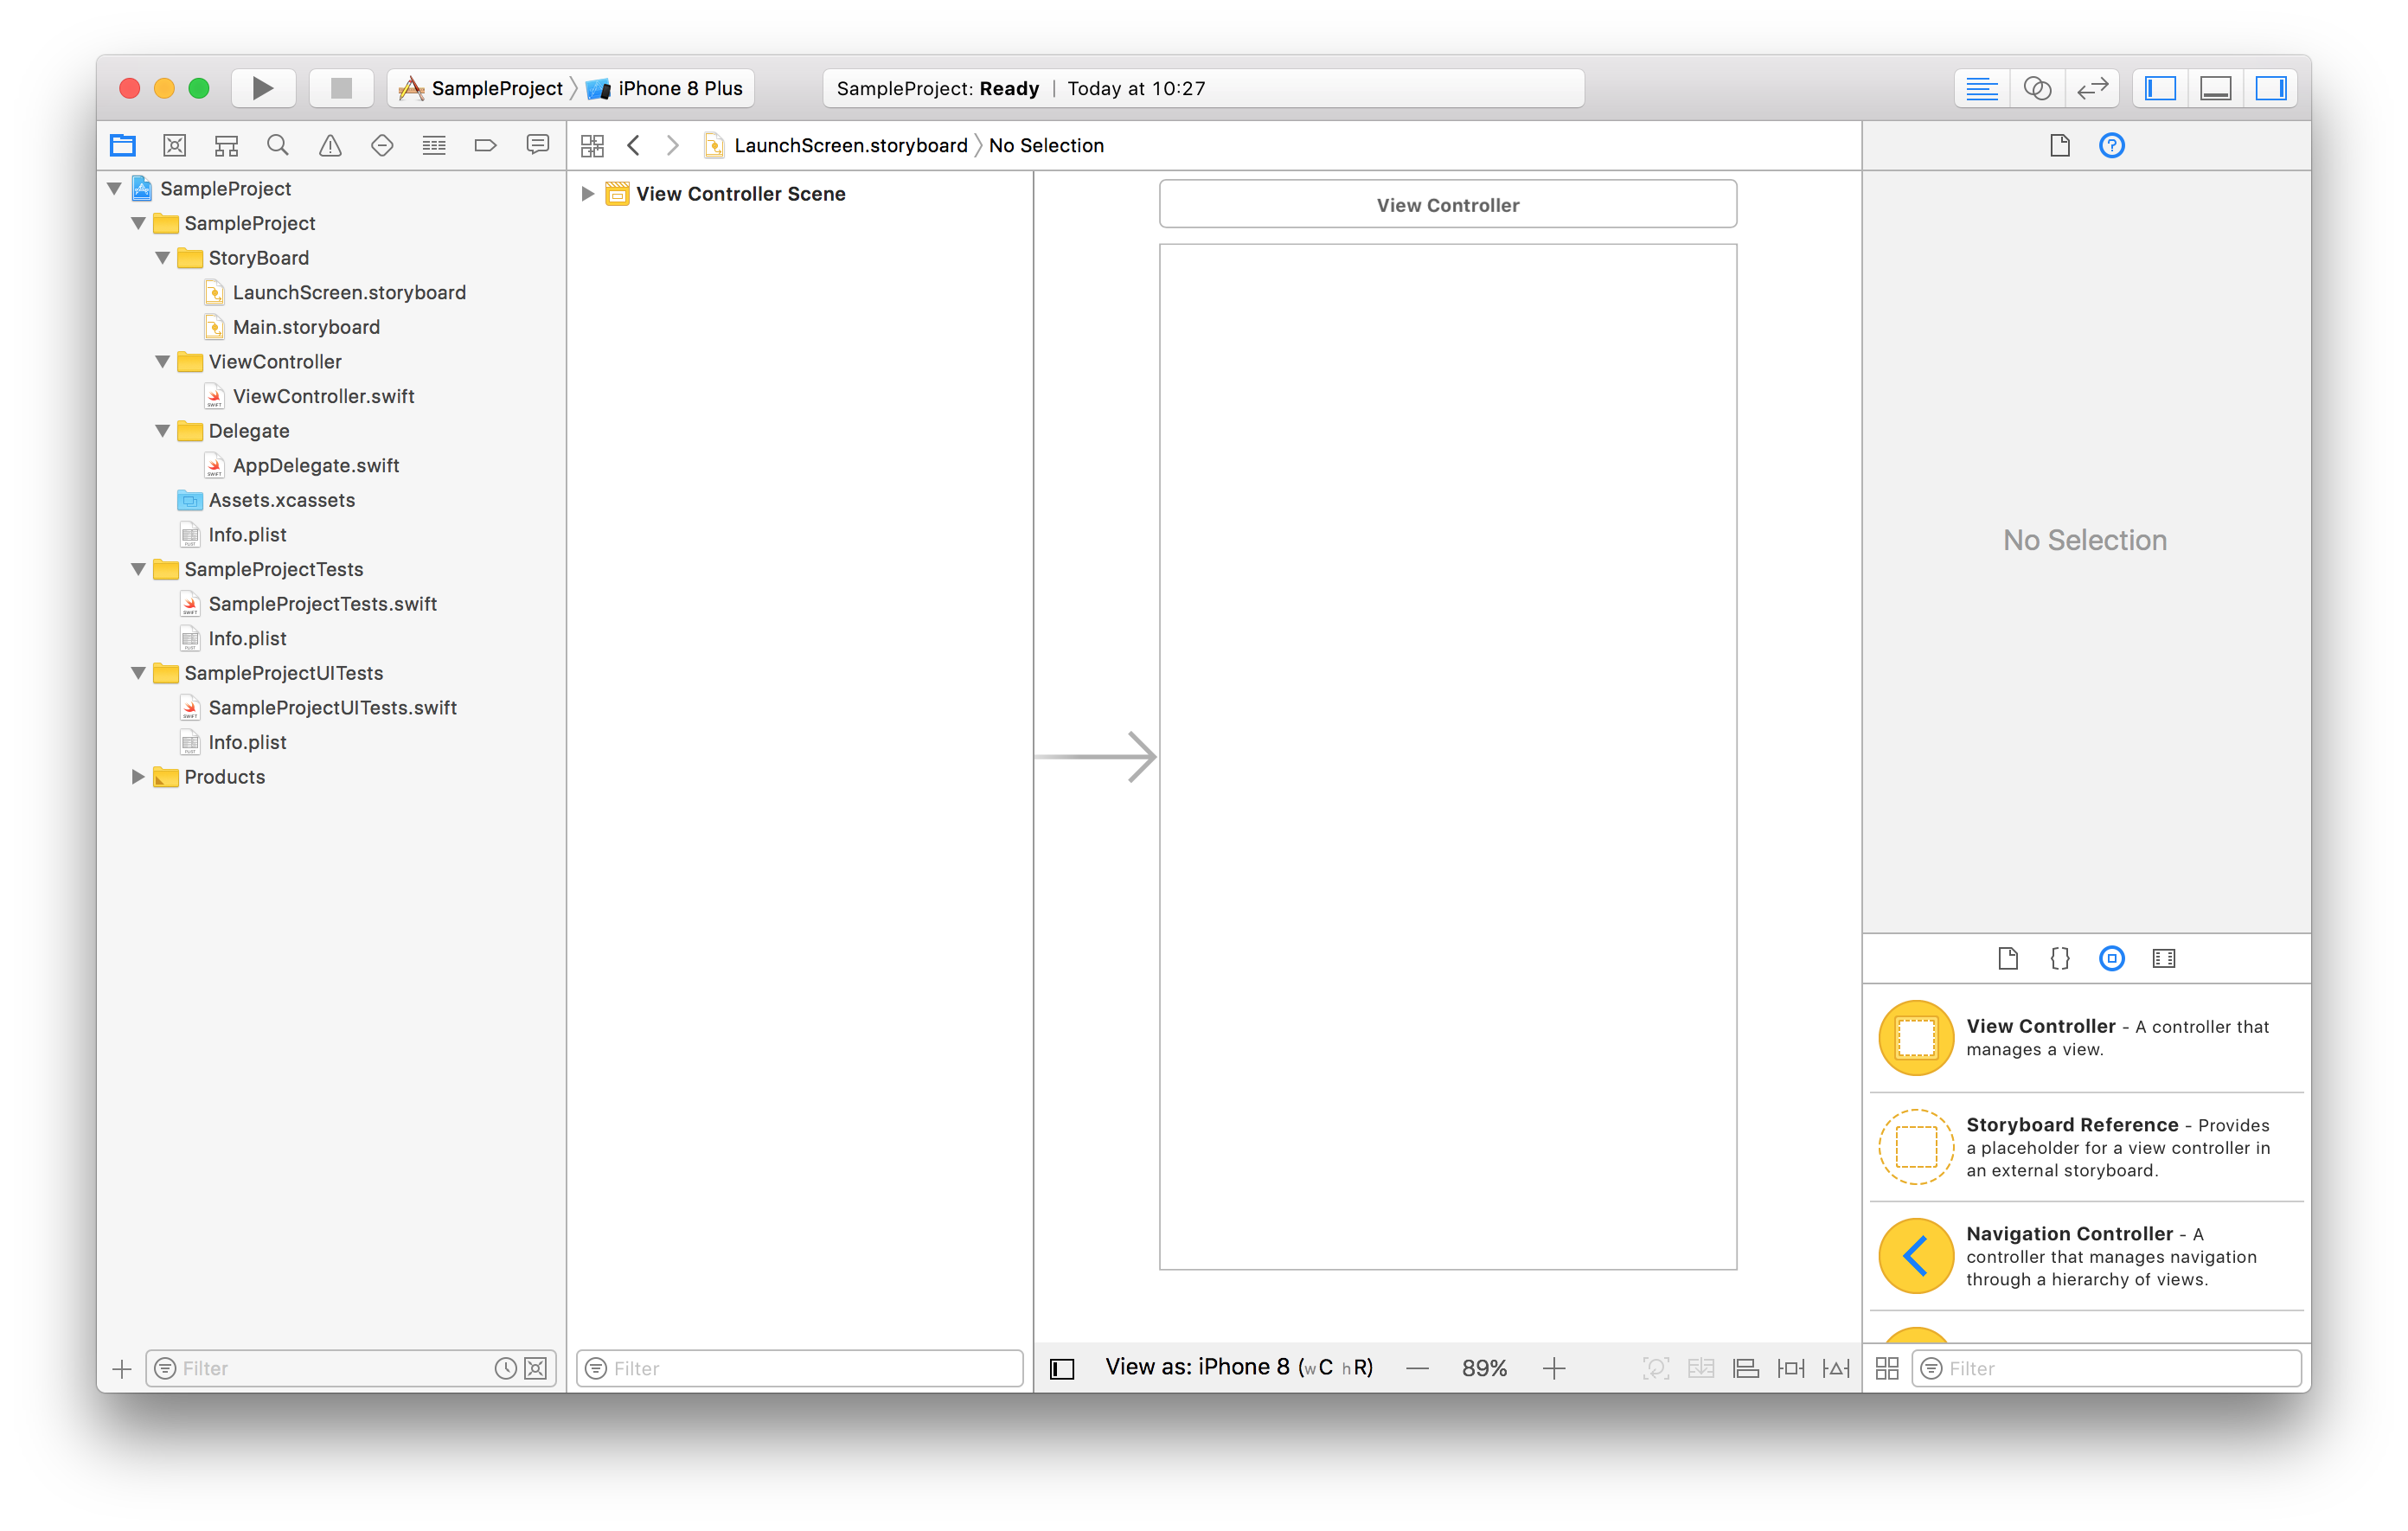 SampleProject iPhone 8 Plus
SampleProject: Ready | Today at 10:27
LaunchScreen.storyboard No Selection
SampleProject
SampleProject
StoryBoard
LaunchScreen.storyboard
Main.storyboard
ViewController
ViewController.swift
Delegate
AppDelegate.swift
Assets.xcassets
Info.plist
SampleProjectTests
SampleProjectTests.swift
Info.plist
SampleProjectUITests
SampleProjectUITests.swift
Info.plist
Products
Filter
View Controller Scene
Filter
View Controller
View as: iPhone 8 (wC hR)
89%
No Selection
View Controller - A controller that
manages a view.
Storyboard Reference - Provides
a placeholder for a view controller in
an external storyboard.
Navigation Controller - A
controller that manages navigation
through a hierarchy of views.
Filter